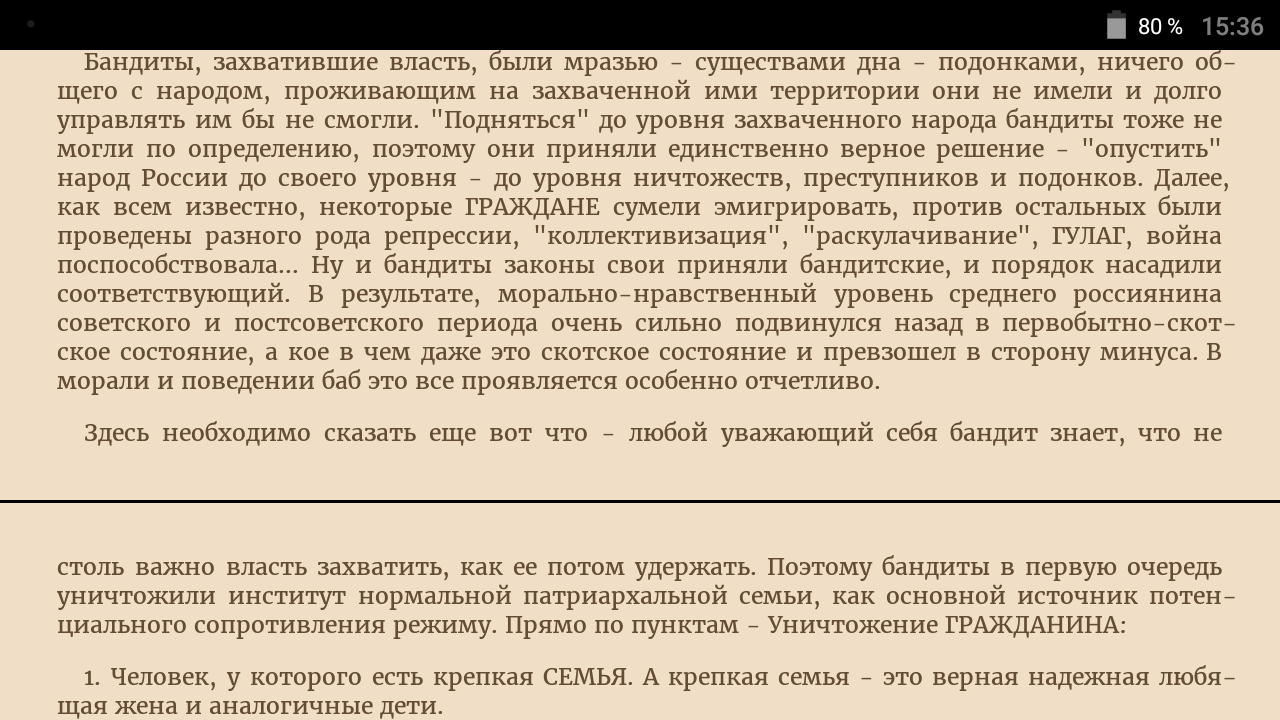 80 % 15:36
Бандиты, захватившие власть, были мразью – существами дна – подонками, ничего об-
щего с народом, проживающим на захваченной ими территории они не имели и долго
управлять им бы не смогли. "Подняться" до уровня захваченного народа бандиты тоже не
могли по определению, поэтому они приняли единственно верное решение – "опустить"
народ России до своего уровня – до уровня ничтожеств, преступников и подонков. Далее,
как всем известно, некоторые ГРАЖДАНЕ сумели эмигрировать, против остальных были
проведены разного рода репрессии, "коллективизация", "раскулачивание", ГУЛАГ, война
поспособствовала... Ну и бандиты законы свои приняли бандитские, и порядок насадили
соответствующий. В результате, морально-нравственный уровень среднего россиянина
советского и постсоветского периода очень сильно подвинулся назад в первобытно-скот-
ское состояние, а кое в чем даже это скотское состояние и превзошел в сторону минуса. В
морали и поведении баб это все проявляется особенно отчетливо.
Здесь необходимо сказать еще вот что – любой уважающий себя бандит знает, что не
столь важно власть захватить, как ее потом удержать. Поэтому бандиты в первую очередь
уничтожили институт нормальной патриархальной семьи, как основной источник потен-
циального сопротивления режиму. Прямо по пунктам – Уничтожение ГРАЖДАНИНА:
1. Человек, у которого есть крепкая СЕМЬЯ. А крепкая семья – это верная надежная любя-
щая жена и аналогичные дети.